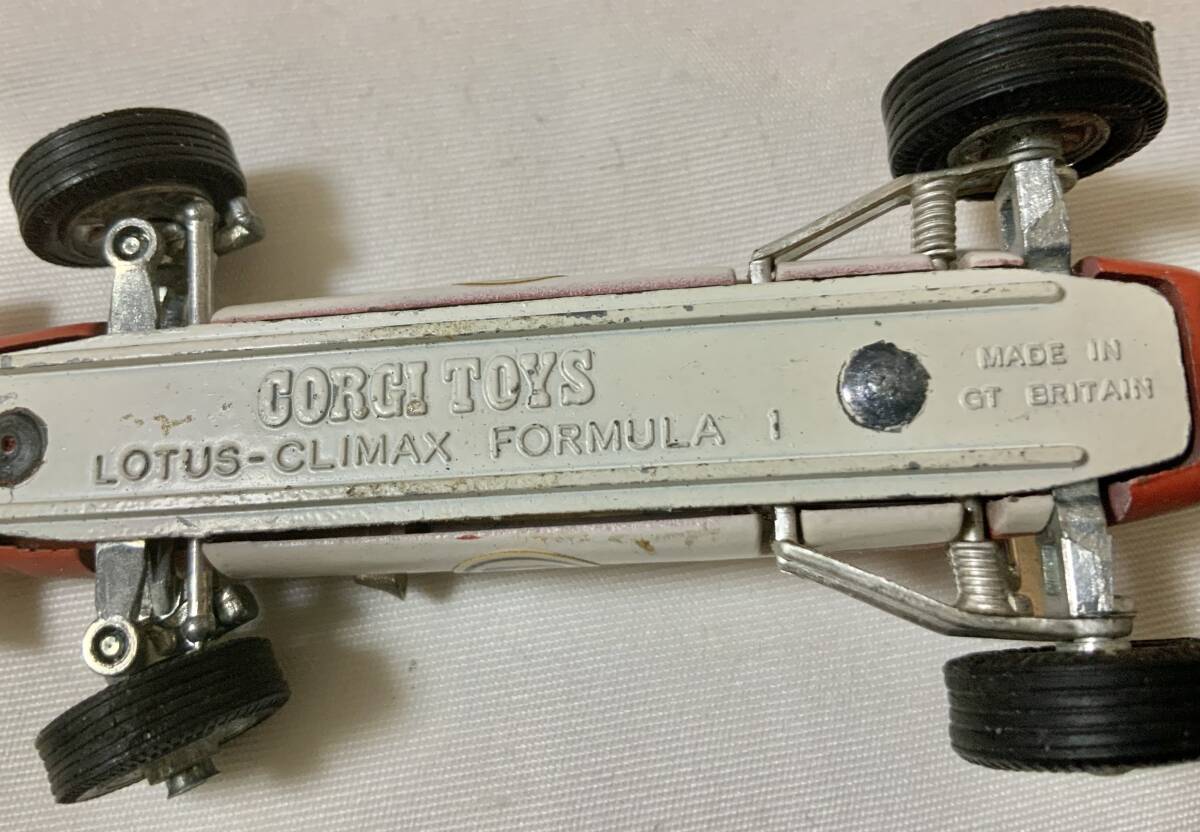 CORGI TOYS
LOTUS-CLIMAX FORMULA 1
MADE IN
GT BRITAIN